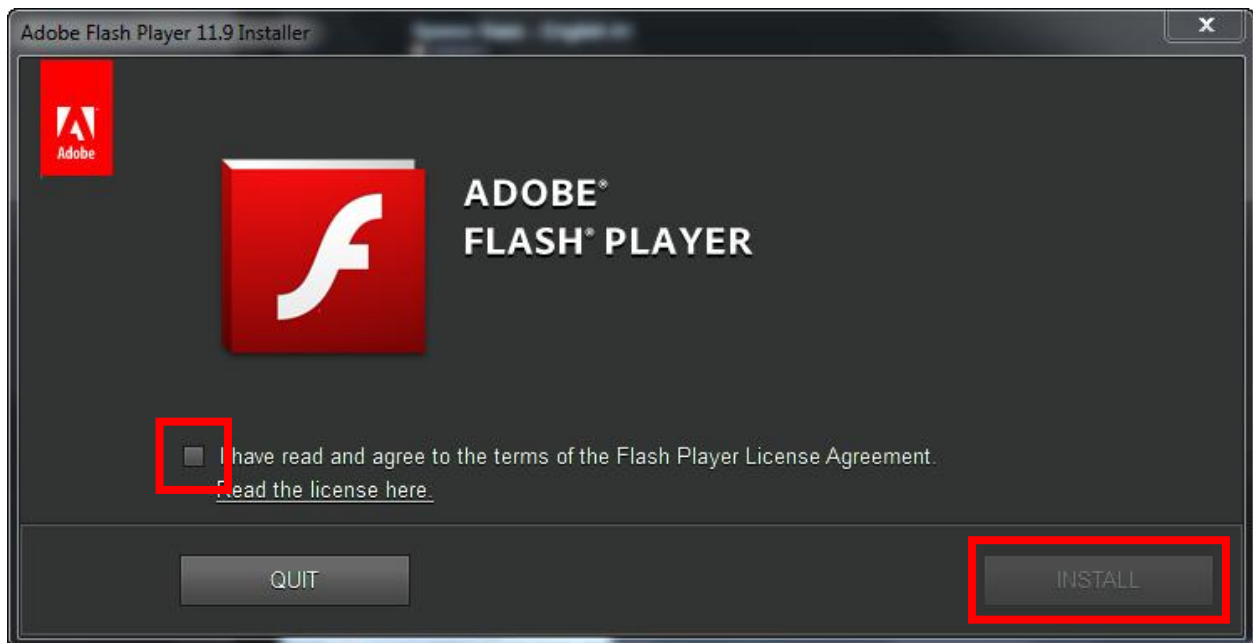 Adobe Flash Player 11.9 Installer
x
Adobe
ADOBE®
FLASH® PLAYER
I have read and agree to the terms of the Flash Player License Agreement.
Read the license here.
QUIT
INSTALL